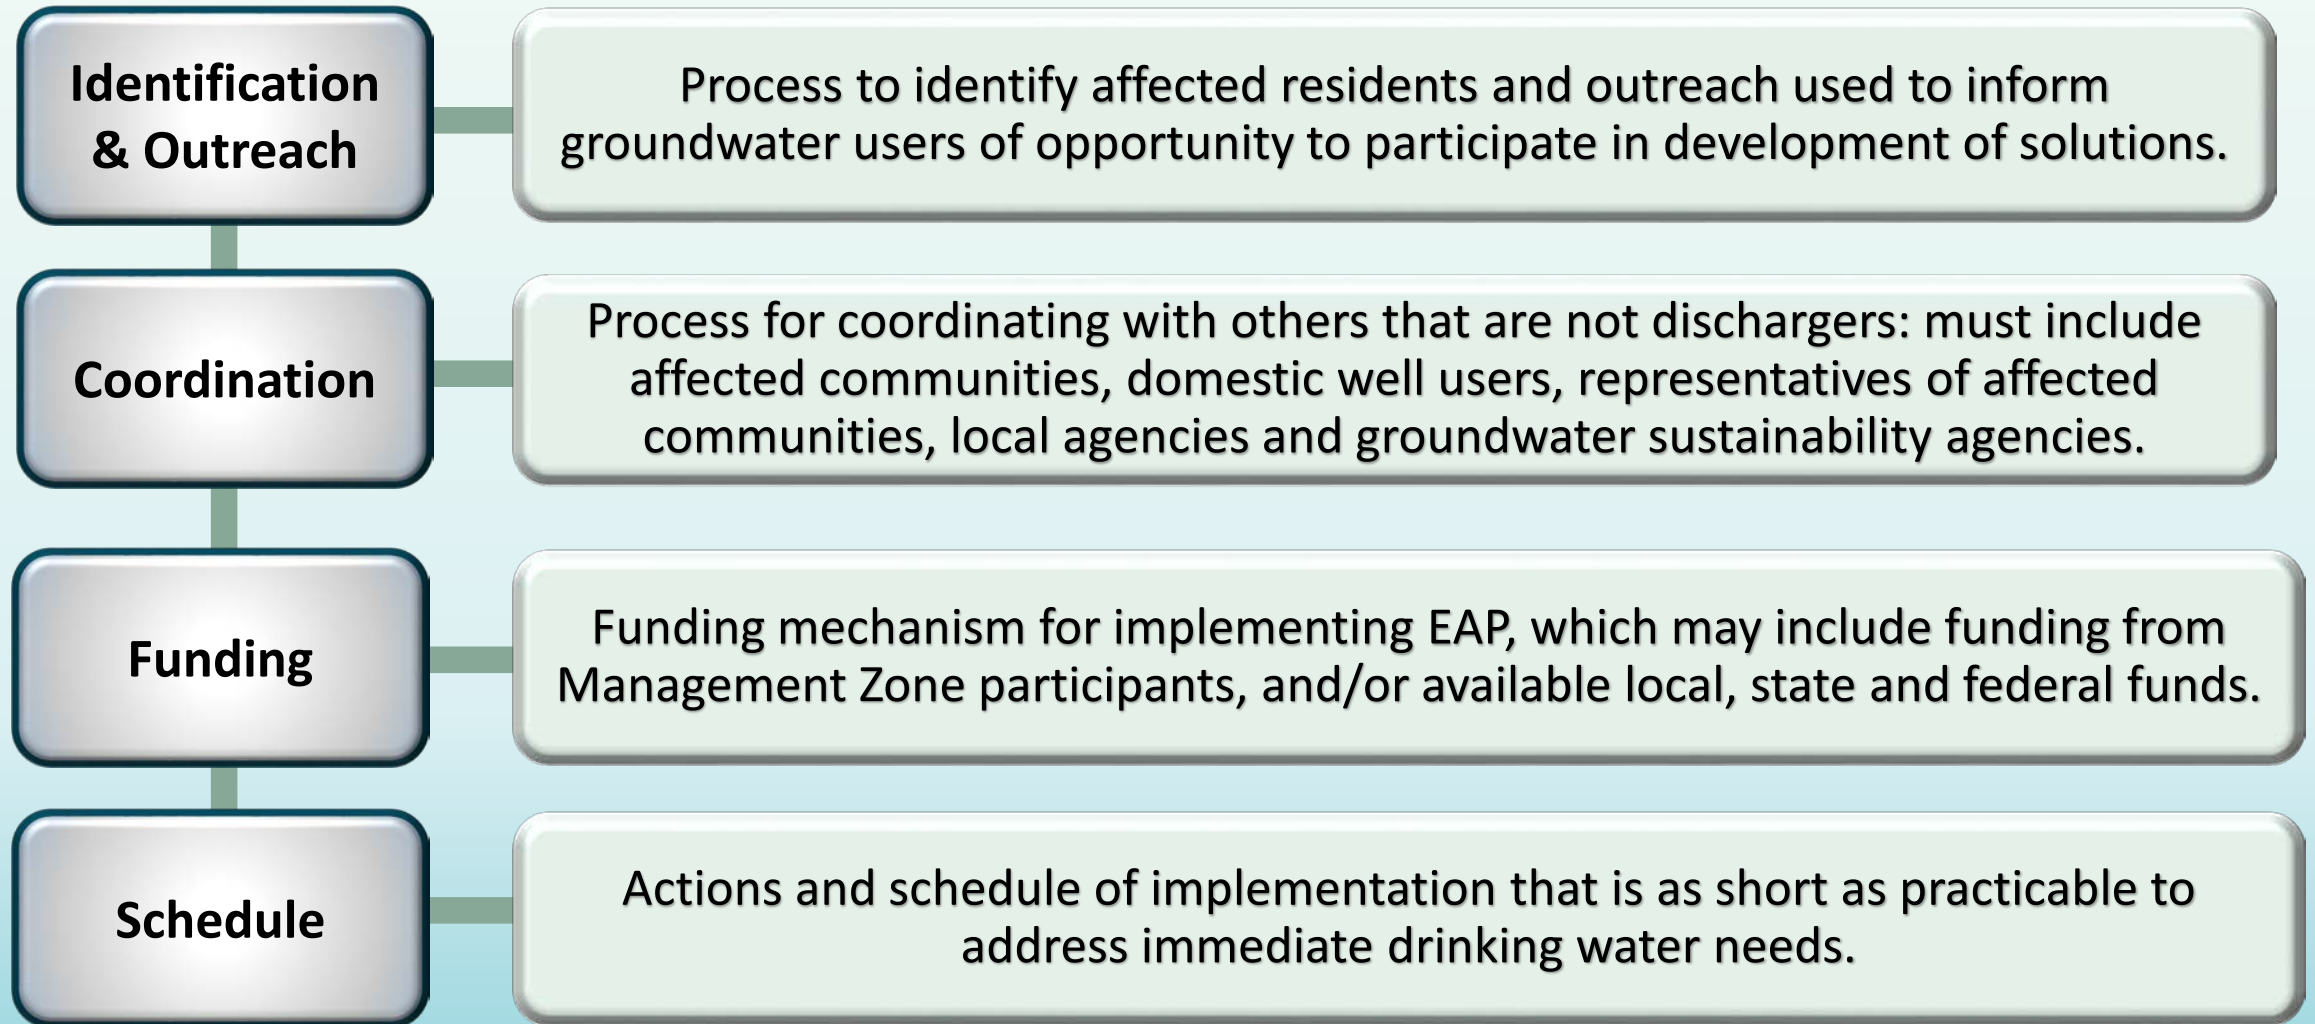 Identification
& Outreach
Process to identify affected residents and outreach used to inform
groundwater users of opportunity to participate in development of solutions.
Coordination
Process for coordinating with others that are not dischargers: must include
affected communities, domestic well users, representatives of affected
communities, local agencies and groundwater sustainability agencies.
Funding
Funding mechanism for implementing EAP, which may include funding from
Management Zone participants, and/or available local, state and federal funds.
Schedule
Actions and schedule of implementation that is as short as practicable to
address immediate drinking water needs.